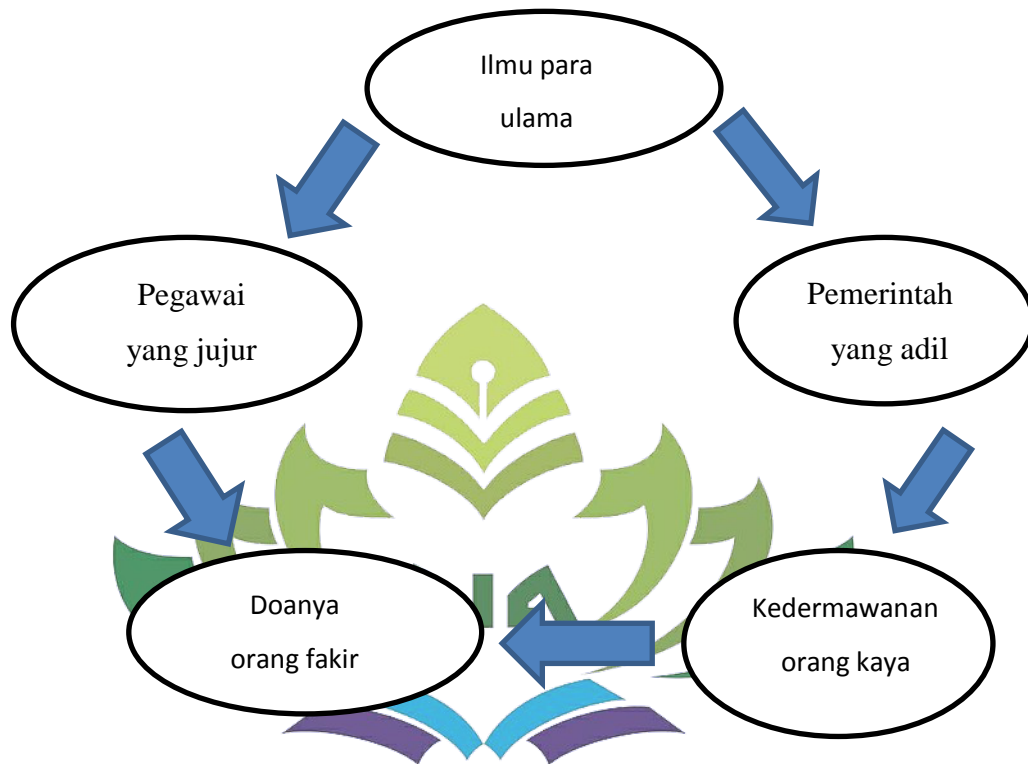 Ilmu para
ulama
Pegawai
yang jujur
Pemerintah
yang adil
Doanya
orang fakir
Kedermawanan
orang kaya